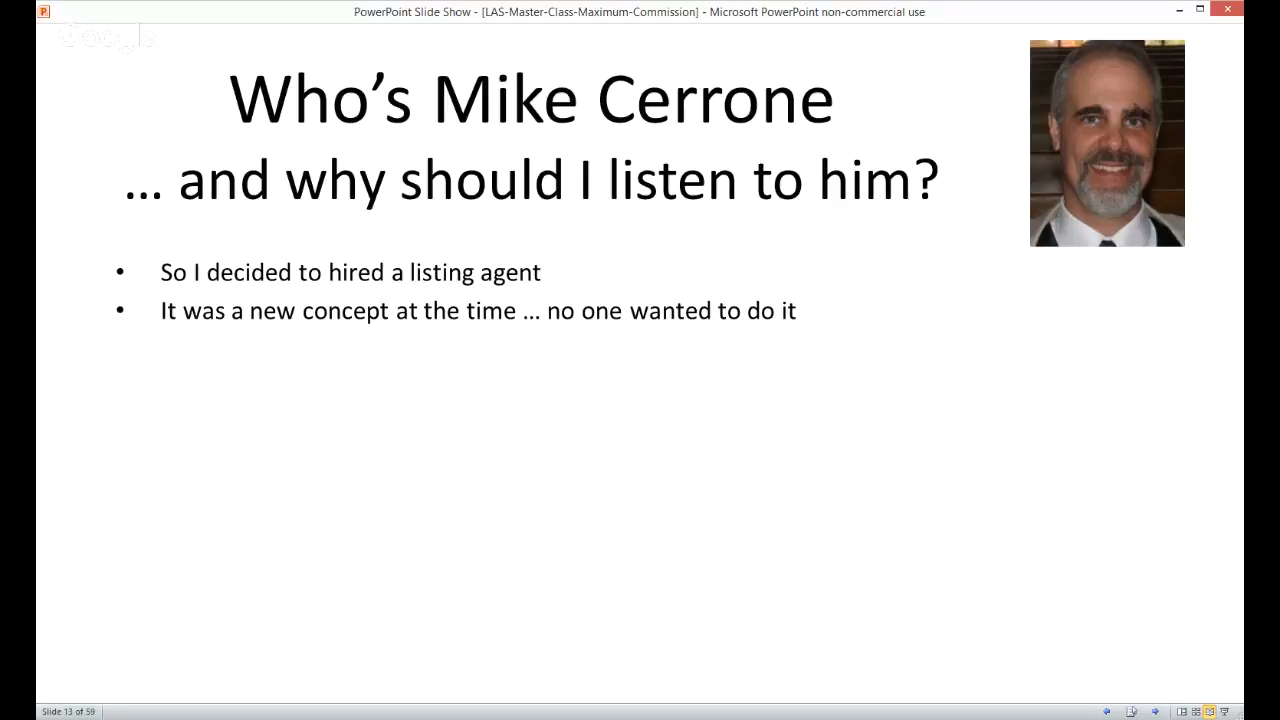 PowerPoint Slide Show - [LAS-Master-Class-Maximum-Commission] - Microsoft PowerPoint non-commercial use
Google
Who's Mike Cerrone
... and why should I listen to him?
• So I decided to hired a listing agent
• It was a new concept at the time ... no one wanted to do it
Slide 13 of 59